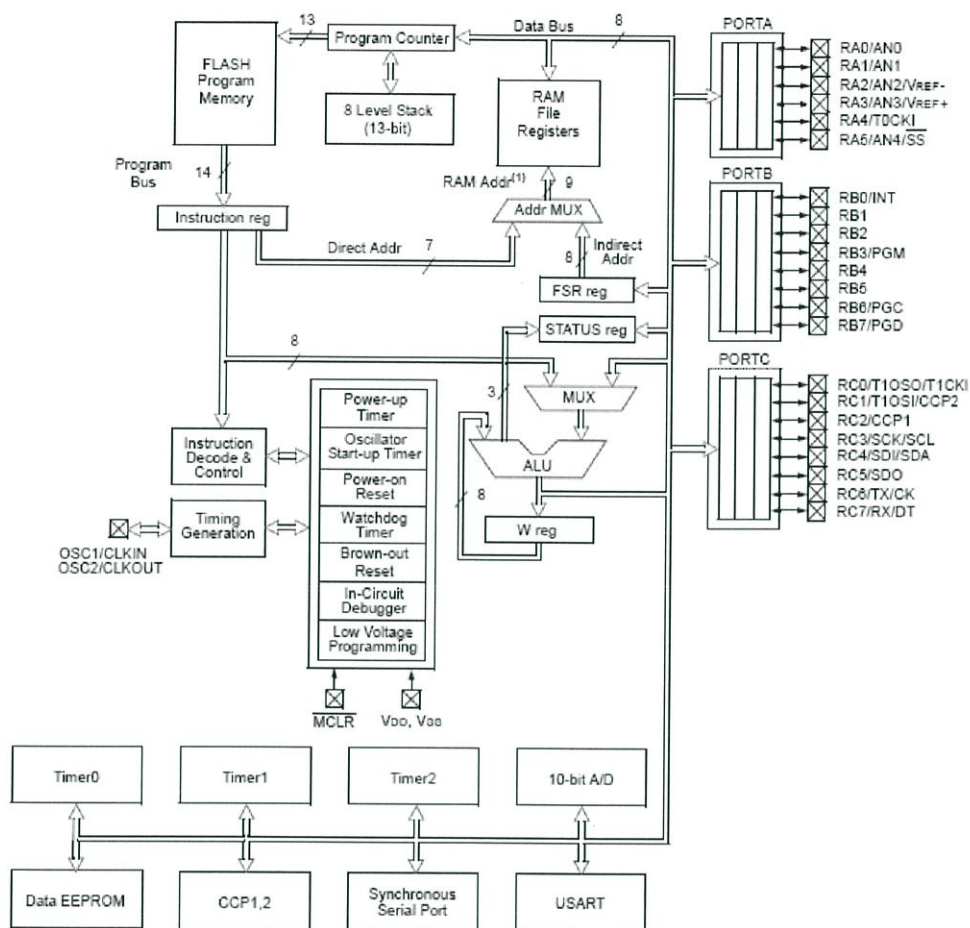 FLASH
Program
Memory
13
Program Counter
Data Bus
8
8 Level Stack
(13-bit)
RAM
File
Registers
Program
Bus
14
RAM Addr(1)
9
Addr MUX
Instruction reg
Direct Addr
7
8
Indirect
Addr
FSR reg
STATUS reg
8
3
MUX
ALU
8
W reg
Instruction
Decode &
Control
Timing
Generation
OSC1/CLKIN
OSC2/CLKOUT
Power-up
Timer
Oscillator
Start-up Timer
Power-on
Reset
Watchdog
Timer
Brown-out
Reset
In-Circuit
Debugger
Low Voltage
Programming
MCLR
VDD, VSS
PORTA
RA0/AN0
RA1/AN1
RA2/AN2/VREF-
RA3/AN3/VREF+
RA4/T0CKI
RA5/AN4/SS
PORTB
RB0/INT
RB1
RB2
RB3/PGM
RB4
RB5
RB6/PGC
RB7/PGD
PORTC
RC0/T1OSO/T1CKI
RC1/T1OSI/CCP2
RC2/CCP1
RC3/SCK/SCL
RC4/SDI/SDA
RC5/SDO
RC6/TX/CK
RC7/RX/DT
Timer0
Timer1
Timer2
10-bit A/D
Data EEPROM
CCP1,2
Synchronous
Serial Port
USART